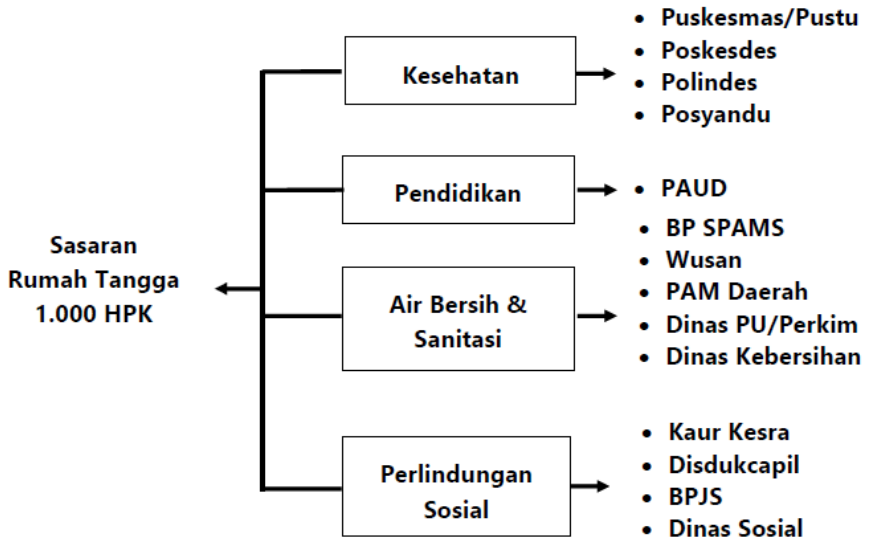 Sasaran
Rumah Tangga
1.000 HPK
Kesehatan
• Puskesmas/Pustu
• Poskesdes
• Polindes
• Posyandu
Pendidikan
• PAUD
Air Bersih &
Sanitasi
• BP SPAMS
• Wusan
• PAM Daerah
• Dinas PU/Perkim
• Dinas Kebersihan
Perlindungan
Sosial
• Kaur Kesra
• Disdukcapil
• BPJS
• Dinas Sosial